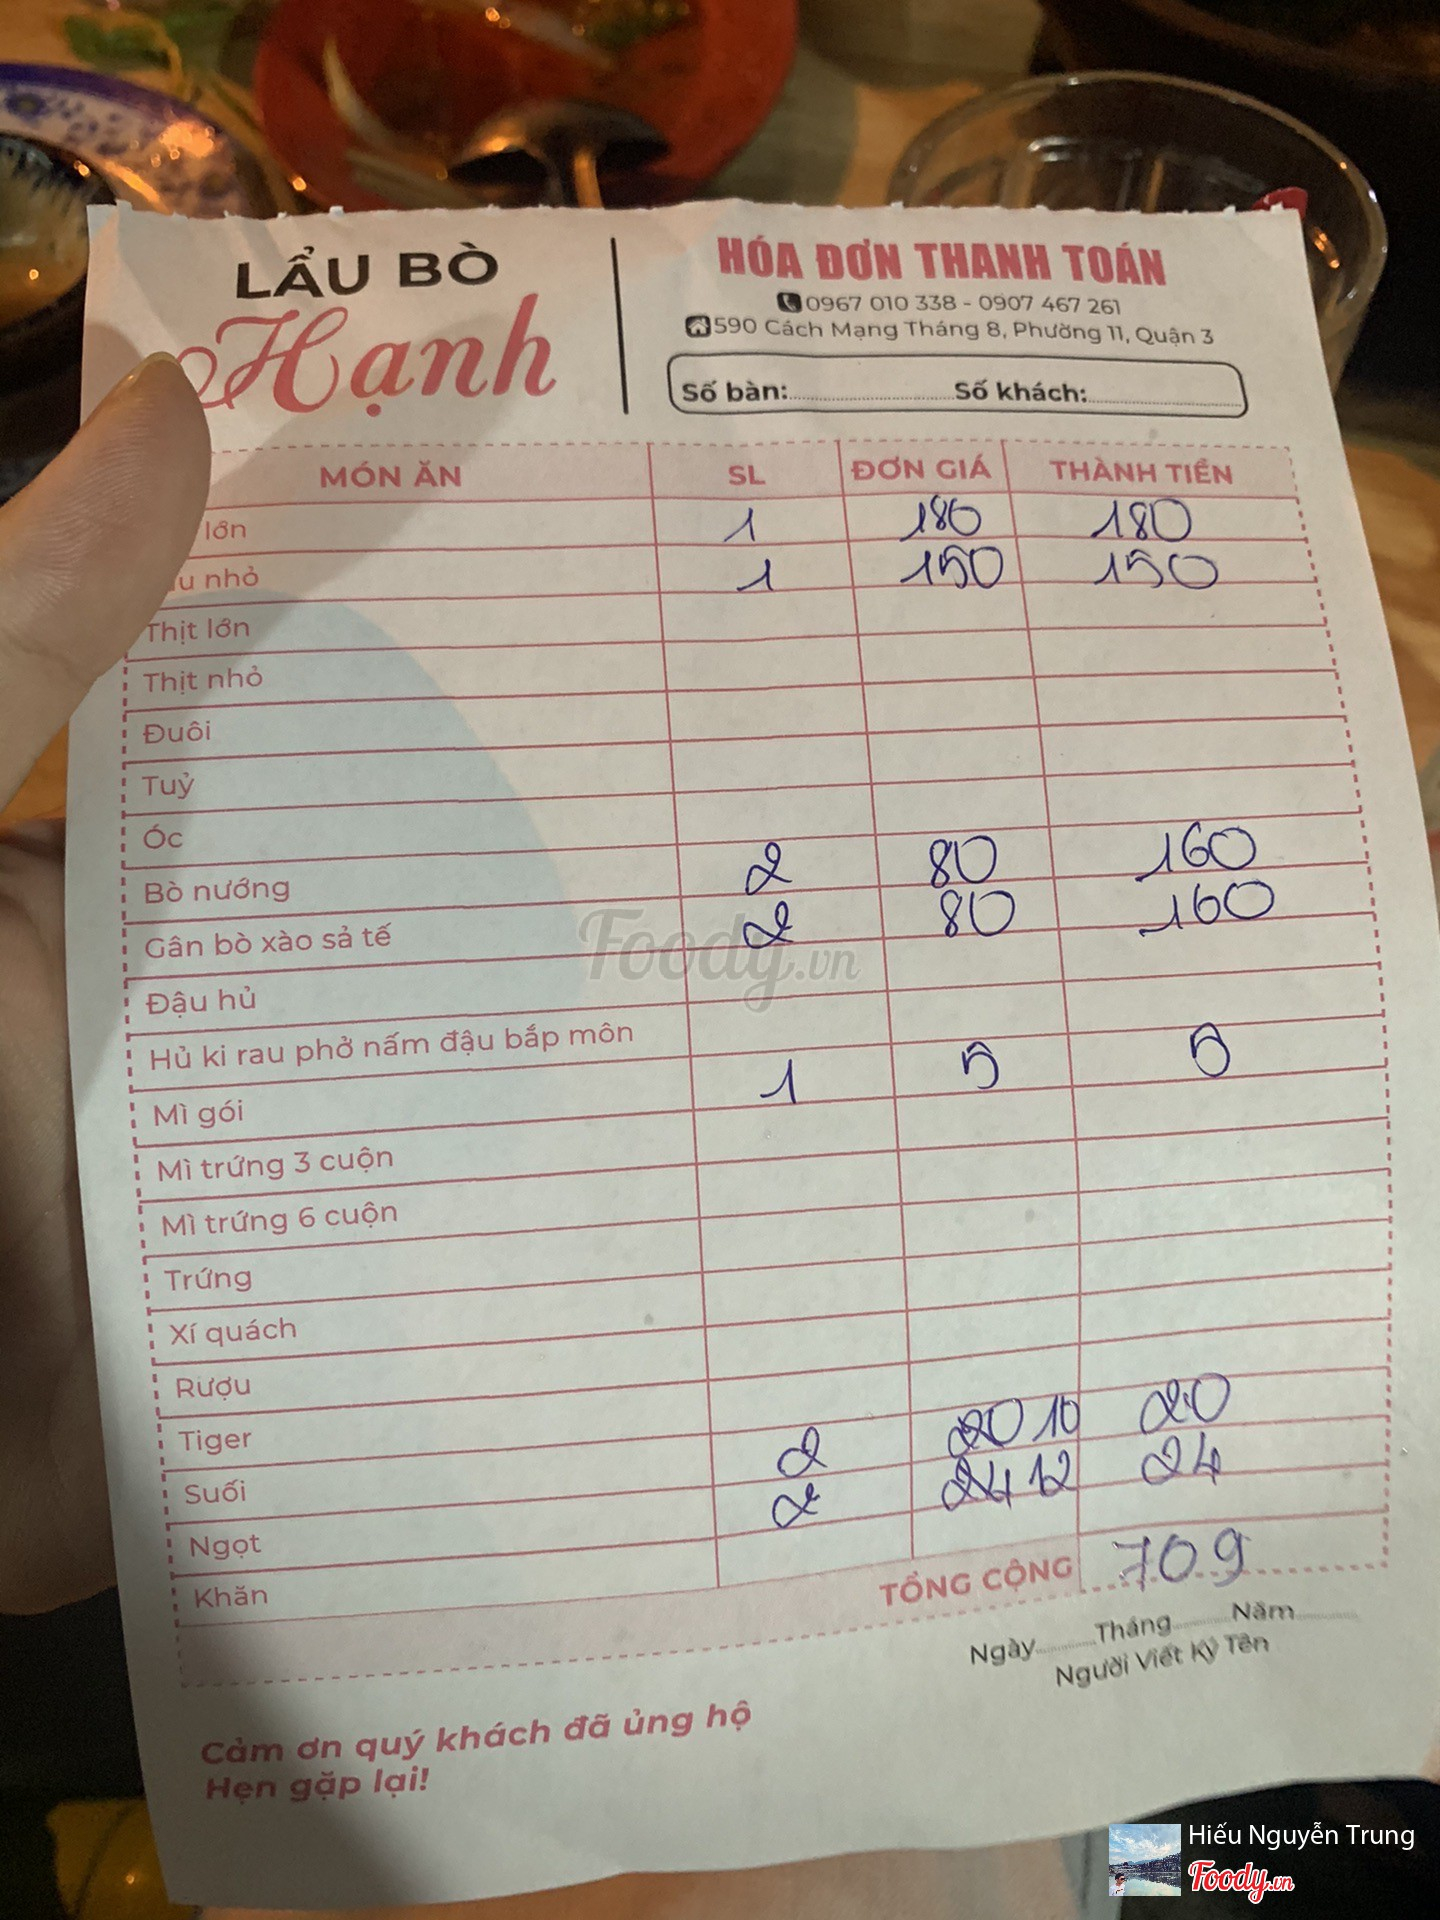 LẨU BÒ
Hạnh
HÓA ĐƠN THANH TOÁN
0967 010 338 - 0907 467 261
590 Cách Mạng Tháng 8, Phường 11, Quận 3
Số bàn: Số khách:
MÓN ĂN SL ĐƠN GIÁ THÀNH TIỀN
lớn 1 180 180
nhỏ 1 150 150
Thịt lớn
Thịt nhỏ
Đuôi
Tuỷ
Óc
Bò nướng 2 80 160
Gân bò xào sả tế 2 80 160
Đậu hủ
Hủ ki rau phở nấm đậu bắp môn
Mì gói 1 5 5
Mì trứng 3 cuộn
Mì trứng 6 cuộn
Trứng
Xí quách
Rượu
Tiger
Suối 2 20 10 20
Ngọt 2 24 12 24
Khăn
TỔNG CỘNG 709
Ngày Tháng Năm
Người Viết Ký Tên
Cảm ơn quý khách đã ủng hộ
Hẹn gặp lại!
Foody.vn
Hiếu Nguyễn Trung
Foody.vn